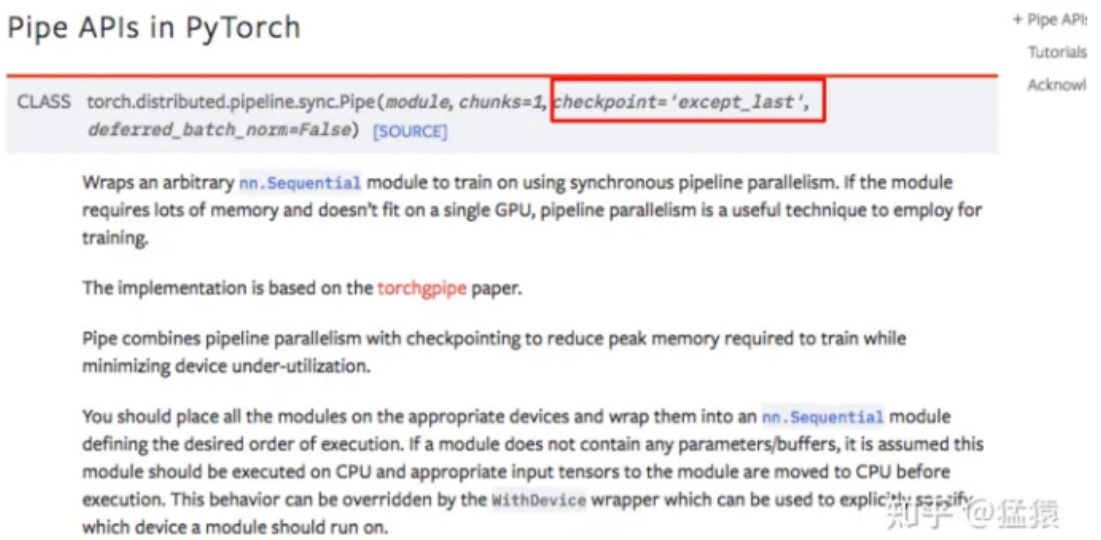 Pipe APIs in PyTorch
+ Pipe APIs
Tutorials
Acknowl
CLASS torch.distributed.pipeline.sync.Pipe(module, chunks=1, checkpoint='except_last',
deferred_batch_norm=False) [SOURCE]
Wraps an arbitrary nn.Sequential module to train on using synchronous pipeline parallelism. If the module
requires lots of memory and doesn't fit on a single GPU, pipeline parallelism is a useful technique to employ for
training.
The implementation is based on the torchgpipe paper.
Pipe combines pipeline parallelism with checkpointing to reduce peak memory required to train while
minimizing device under-utilization.
You should place all the modules on the appropriate devices and wrap them into an nn.Sequential module
defining the desired order of execution. If a module does not contain any parameters/buffers, it is assumed this
module should be executed on CPU and appropriate input tensors to the module are moved to CPU before
execution. This behavior can be overridden by the WithDevice wrapper which can be used to explicitly specify
which device a module should run on.
知乎 @猛猿